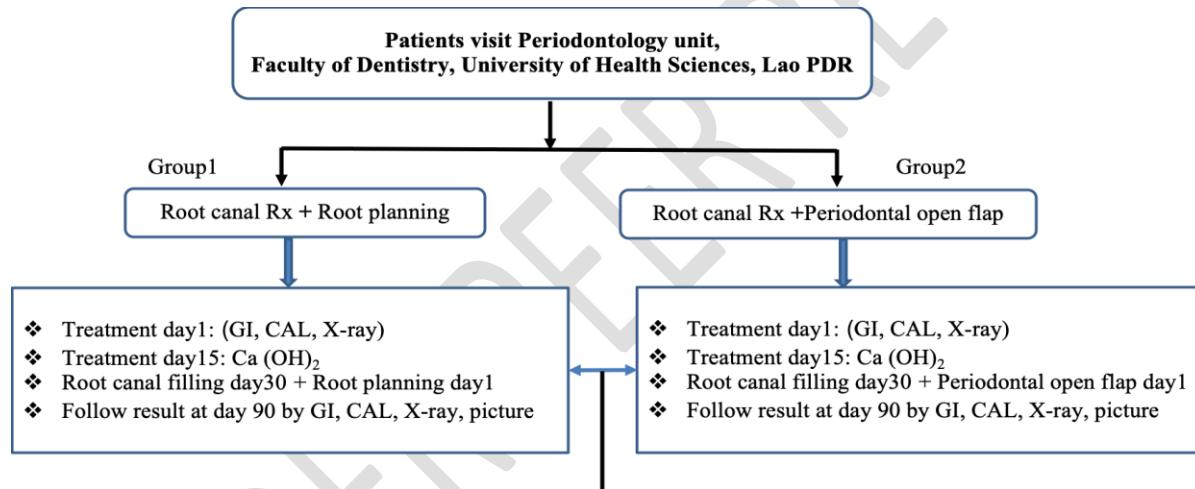 Patients visit Periodontology unit,
Faculty of Dentistry, University of Health Sciences, Lao PDR
Group1
Group2
Root canal Rx + Root planning
Root canal Rx +Periodontal open flap
❖ Treatment day1: (GI, CAL, X-ray)
❖ Treatment day15: Ca (OH)₂
❖ Root canal filling day30 + Root planning day1
❖ Follow result at day 90 by GI, CAL, X-ray, picture
❖ Treatment day1: (GI, CAL, X-ray)
❖ Treatment day15: Ca (OH)₂
❖ Root canal filling day30 + Periodontal open flap day1
❖ Follow result at day 90 by GI, CAL, X-ray, picture